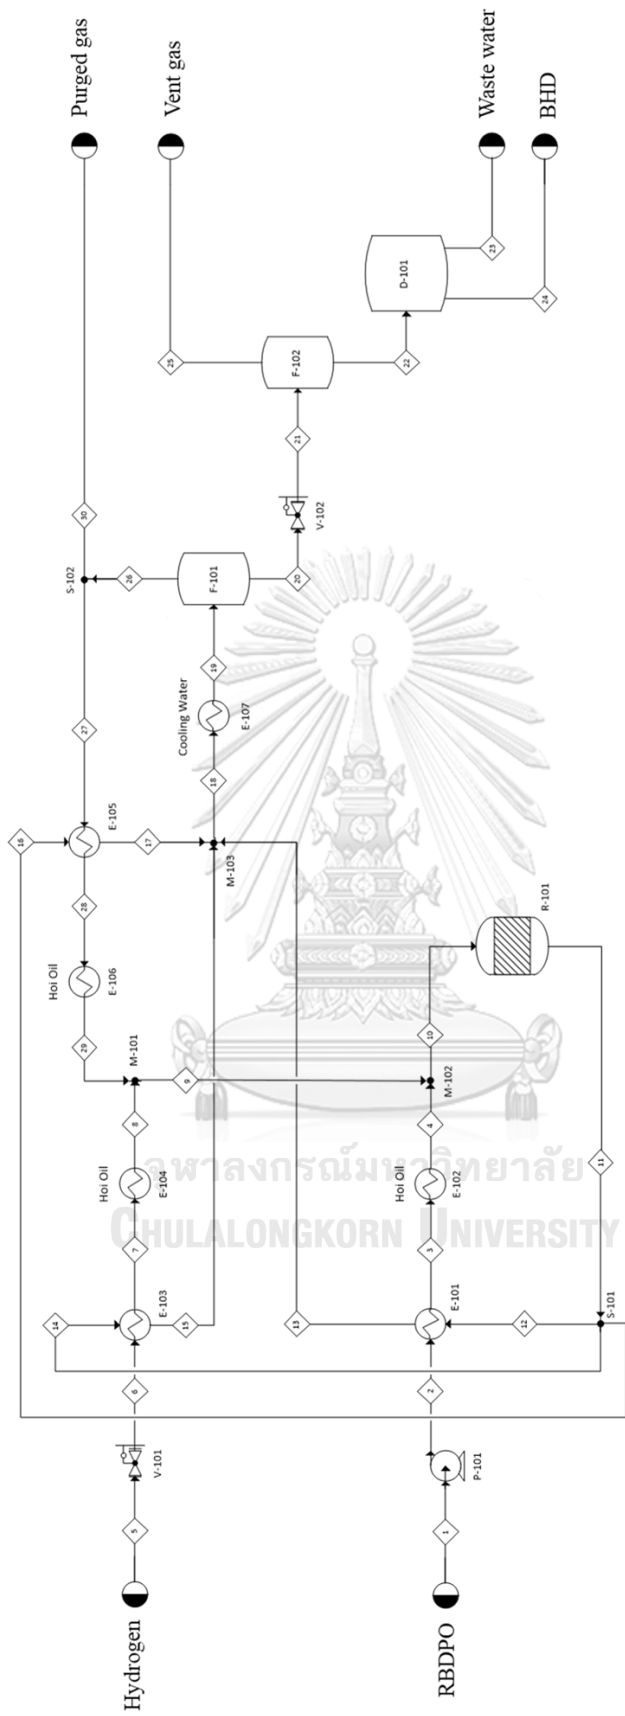 Purged gas
30
S-102
27
16
E-105
28
Hoi Oil
E-106
29
26
17
Vent gas
25
F-102
F-101
21
V-102
20
22
D-101
Waste water
23
BHD
24
Cooling Water
E-107
19
18
M-103
M-101
9
8
Hoi Oil
E-104
7
E-103
14
15
6
V-101
5
Hydrogen
R-101
10
M-102
4
Hoi Oil
E-102
3
E-101
13
12
11
S-101
2
P-101
1
RBDPO
จุฬาลงกรณ์มหาวิทยาลัย
CHULALONGKORN UNIVERSITY